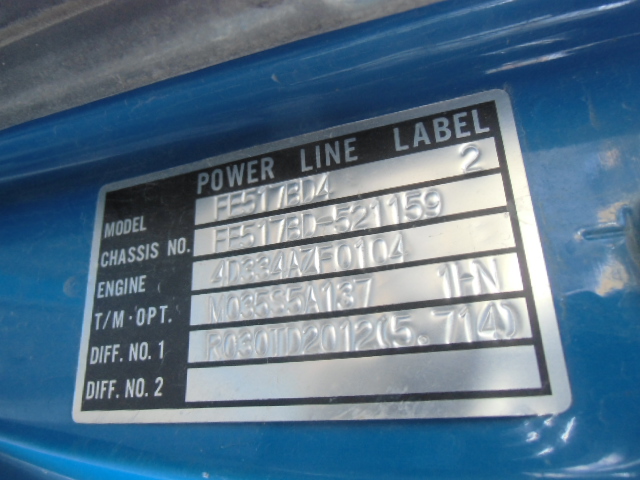 POWER LINE LABEL
MODEL FE517BD4 2
CHASSIS NO. FE517BD-521159
ENGINE 4D334AZF0104
T/M·OPT. M035S5A137 1-N
DIFF. NO. 1 R030TD2012(5.714)
DIFF. NO. 2